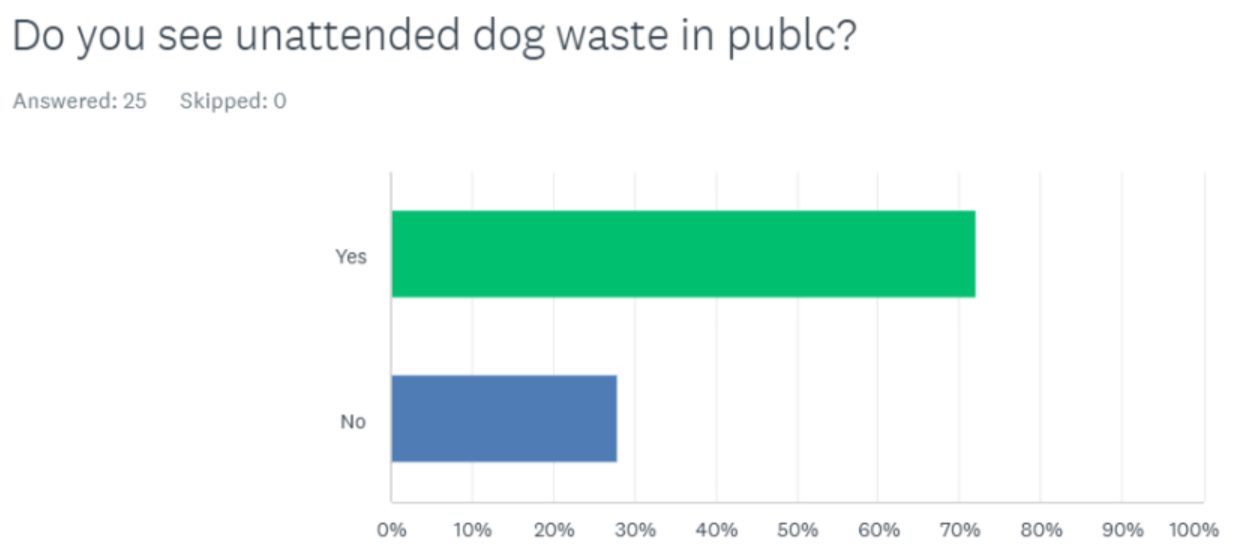 Do you see unattended dog waste in publc?
Answered: 25 Skipped: 0
Yes
No
0% 10% 20% 30% 40% 50% 60% 70% 80% 90% 100%